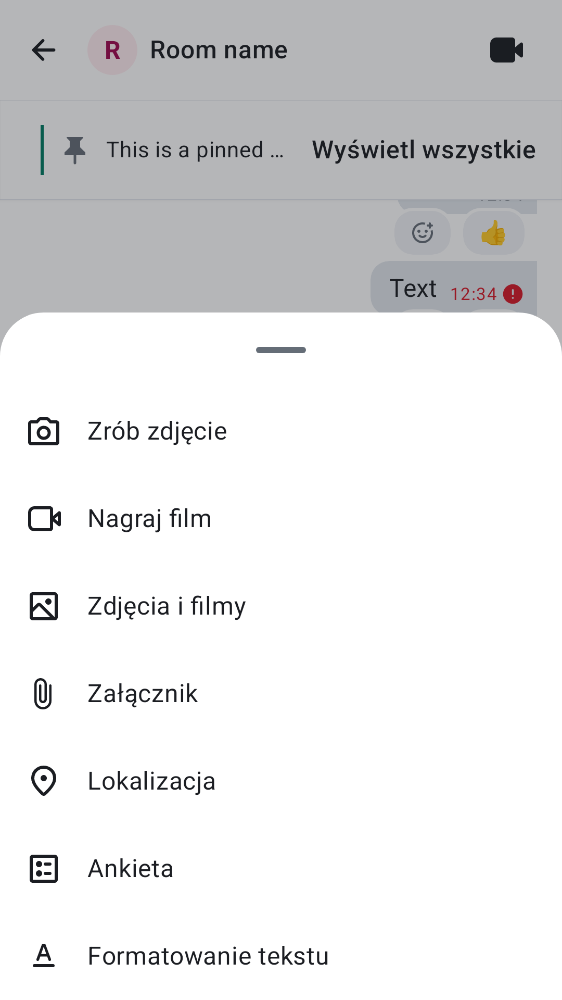 R Room name
This is a pinned … Wyświetl wszystkie
Text 12:34
Zrób zdjęcie
Nagraj film
Zdjęcia i filmy
Załącznik
Lokalizacja
Ankieta
Formatowanie tekstu